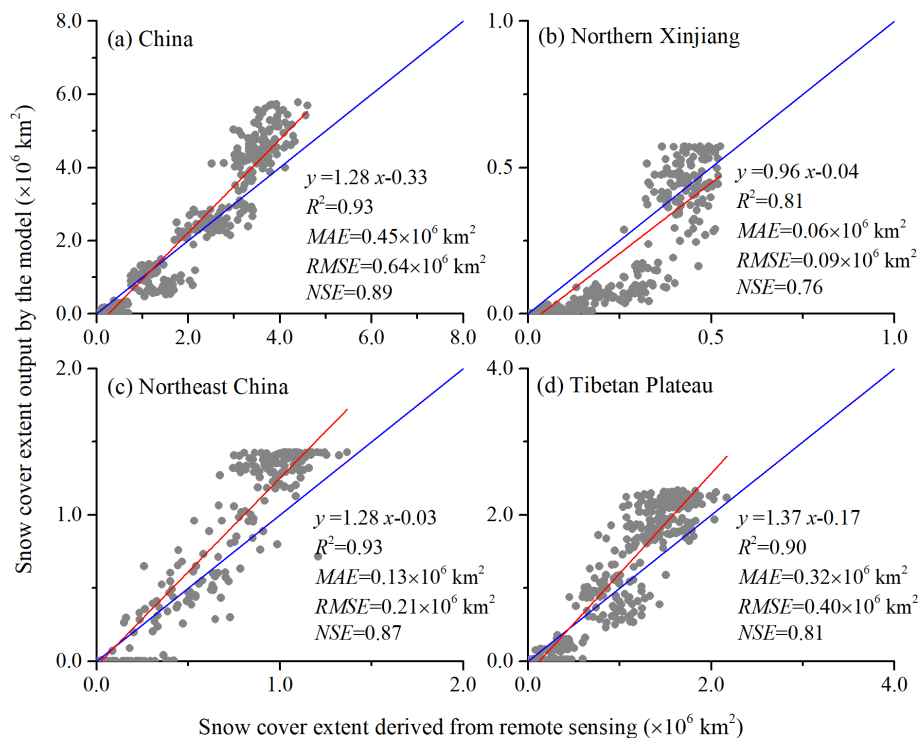 Snow cover extent output by the model (×10⁶ km²)
(a) China
8.0
6.0
4.0
2.0
0.0
y =1.28 x-0.33
R²=0.93
MAE=0.45×10⁶ km²
RMSE=0.64×10⁶ km²
NSE=0.89
0.0 2.0 4.0 6.0 8.0
(b) Northern Xinjiang
1.0
0.5
0.0
y =0.96 x-0.04
R²=0.81
MAE=0.06×10⁶ km²
RMSE=0.09×10⁶ km²
NSE=0.76
0.0 0.5 1.0
(c) Northeast China
2.0
1.0
0.0
y =1.28 x-0.03
R²=0.93
MAE=0.13×10⁶ km²
RMSE=0.21×10⁶ km²
NSE=0.87
0.0 1.0 2.0
(d) Tibetan Plateau
4.0
2.0
0.0
y =1.37 x-0.17
R²=0.90
MAE=0.32×10⁶ km²
RMSE=0.40×10⁶ km²
NSE=0.81
0.0 2.0 4.0
Snow cover extent derived from remote sensing (×10⁶ km²)